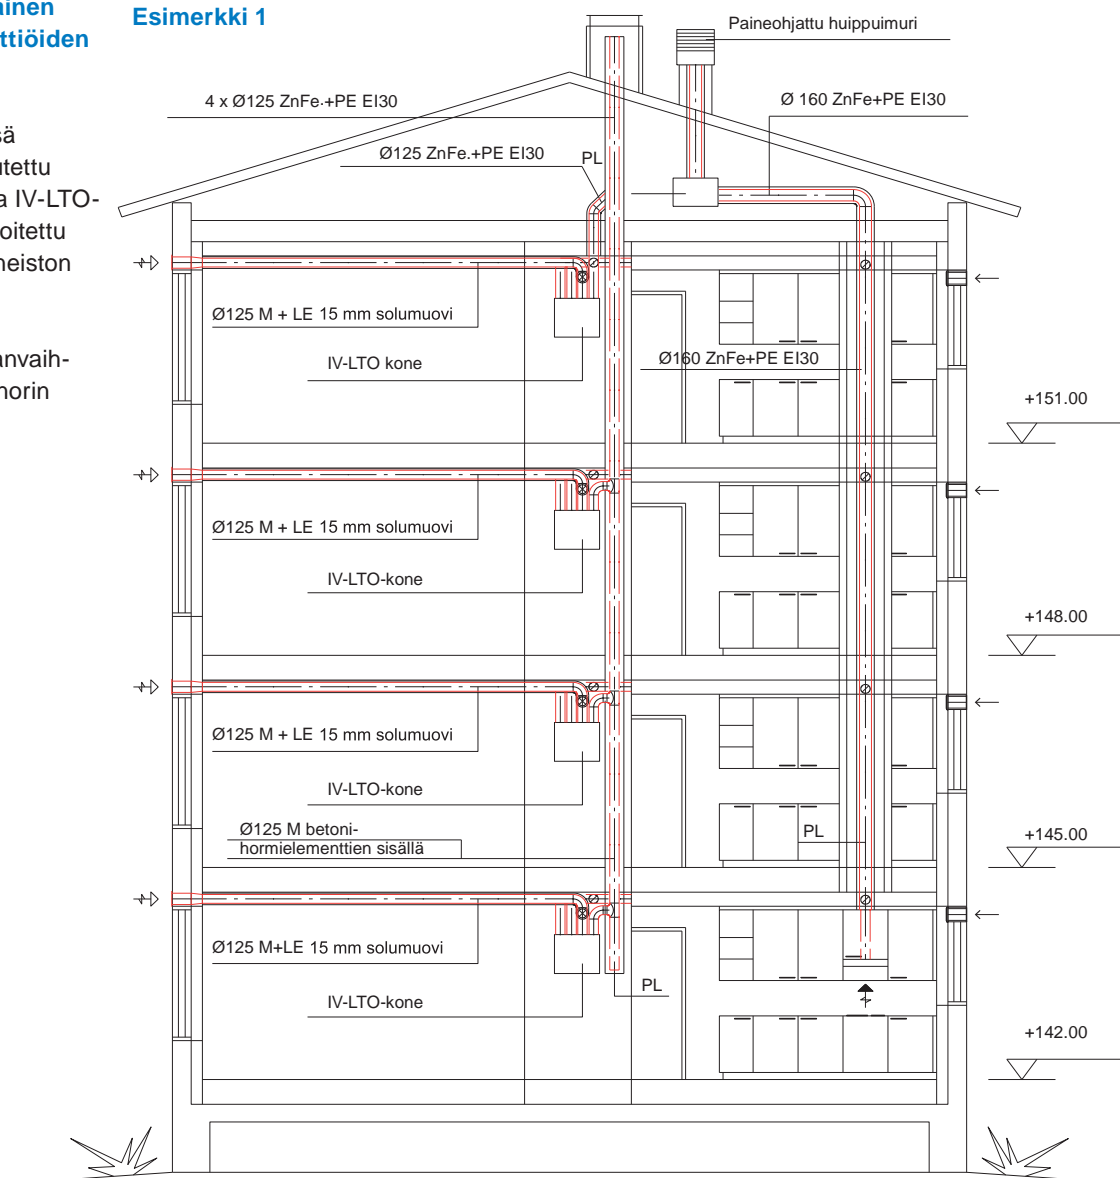 ainen
ttiöiden
sä
utettu
a IV-LTO-
oitettu
neiston
anvaih-
norin
Esimerkki 1
Paineohjattu huippuimuri
4 x Ø125 ZnFe.+PE EI30
Ø 160 ZnFe+PE EI30
Ø125 ZnFe.+PE EI30
PL
Ø125 M + LE 15 mm solumuovi
IV-LTO kone
Ø160 ZnFe+PE EI30
+151.00
Ø125 M + LE 15 mm solumuovi
IV-LTO-kone
+148.00
Ø125 M + LE 15 mm solumuovi
IV-LTO-kone
Ø125 M betoni-
hormielementtien sisällä
PL
+145.00
Ø125 M+LE 15 mm solumuovi
PL
IV-LTO-kone
+142.00